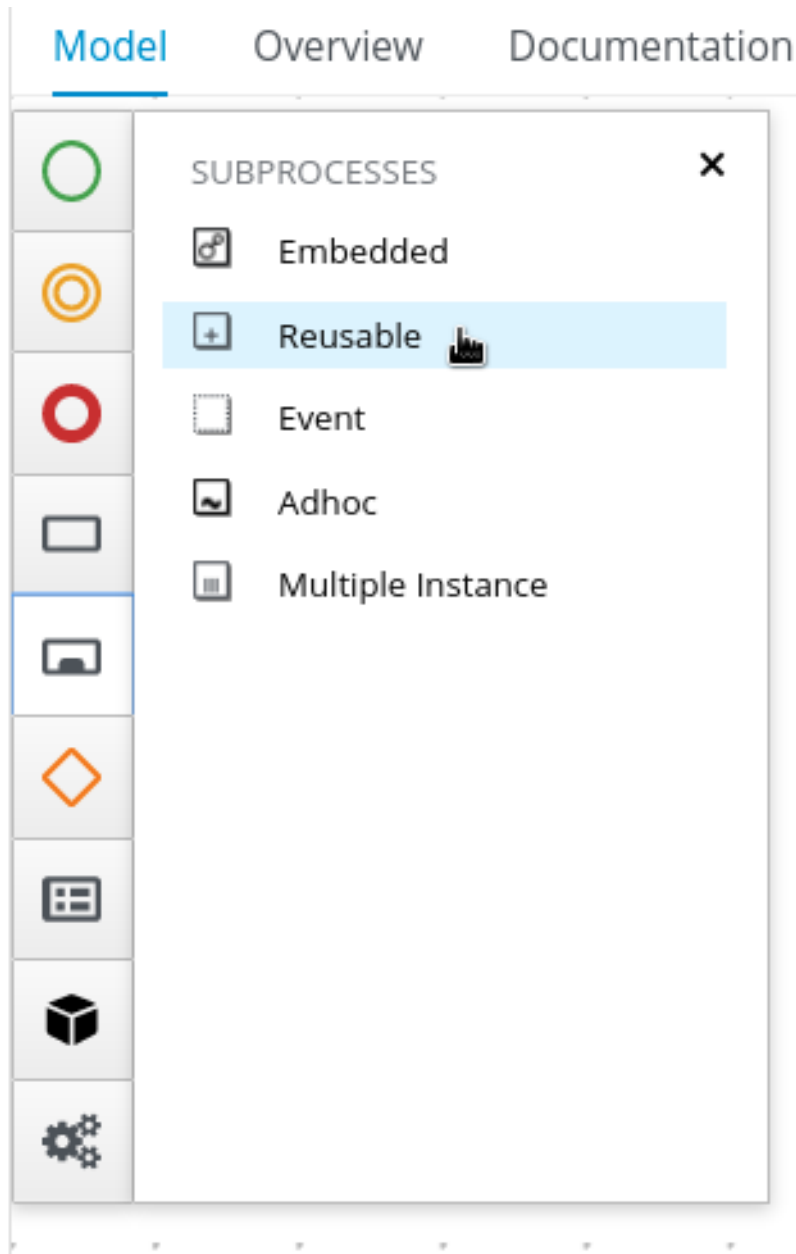 Model Overview Documentation
SUBPROCESSES
Embedded
Reusable
Event
Adhoc
Multiple Instance